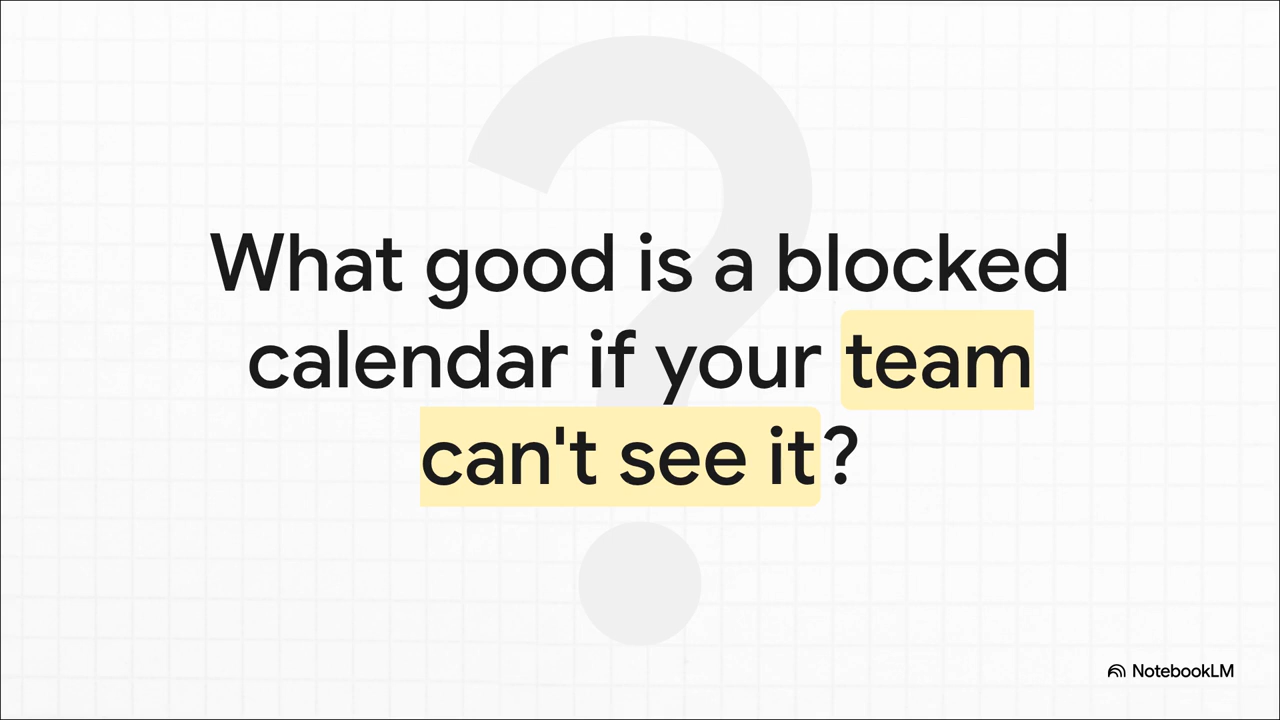 What good is a blocked
calendar if your team
can't see it?
NotebookLM